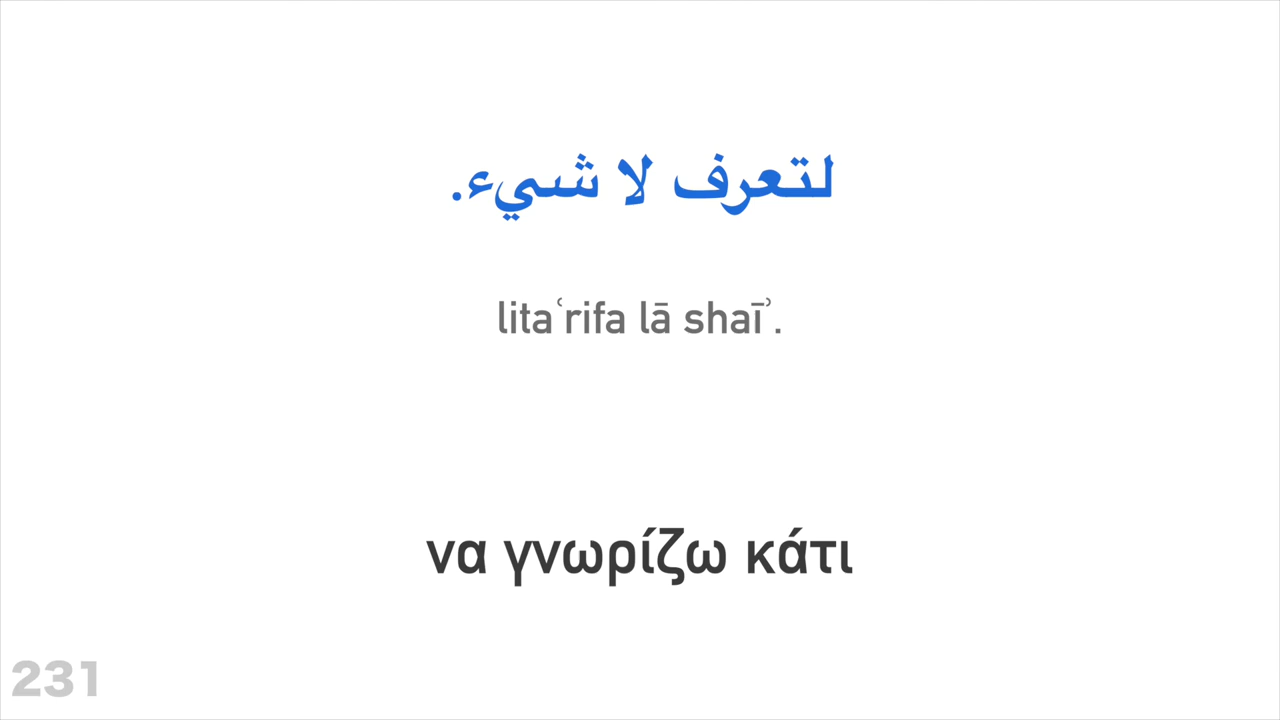 لتعرف لا شيء.
litaʿrifa lā shaīʾ.
να γνωρίζω κάτι
231